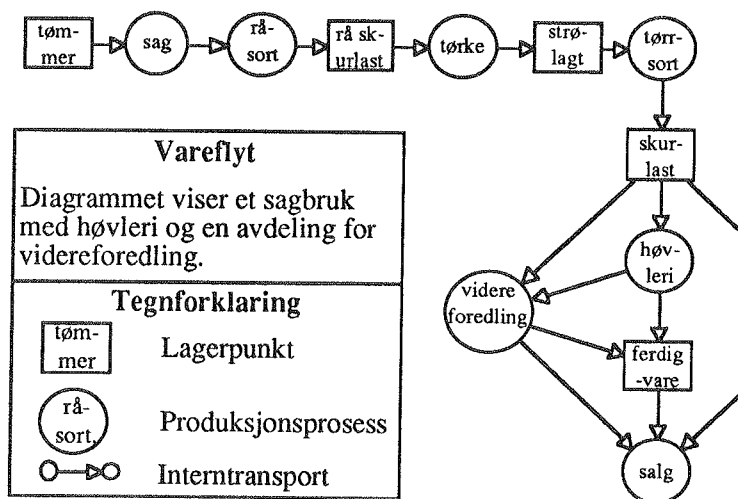 tøm-
mer
sag
rå-
sort
rå sk-
urlast
tørke
strø-
lagt
tørr-
sort
skur-
last
høv-
leri
videre
foredling
ferdig
-vare
salg
Vareflyt
Diagrammet viser et sagbruk
med høvleri og en avdeling for
videreforedling.
Tegnforklaring
tøm-
mer
Lagerpunkt
rå-
sort,
Produksjonsprosess
Interntransport